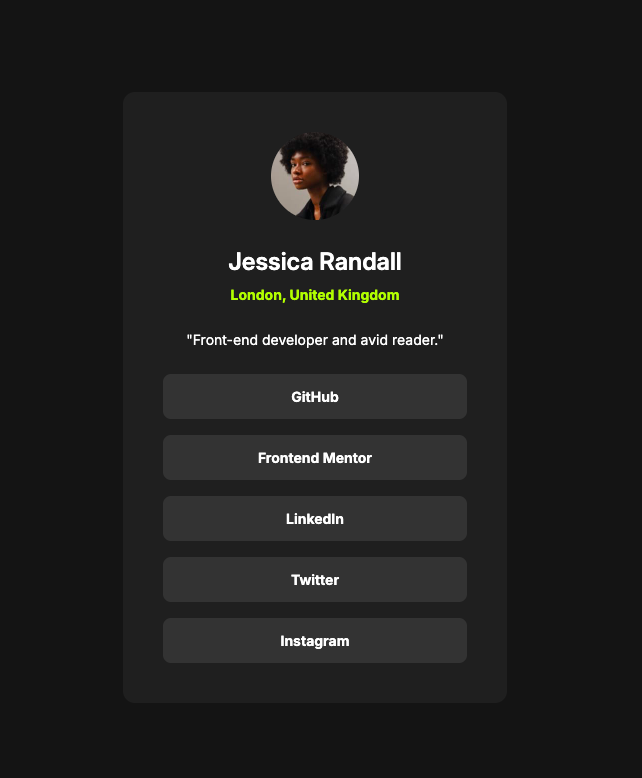 Jessica Randall
London, United Kingdom
"Front-end developer and avid reader."
GitHub
Frontend Mentor
LinkedIn
Twitter
Instagram